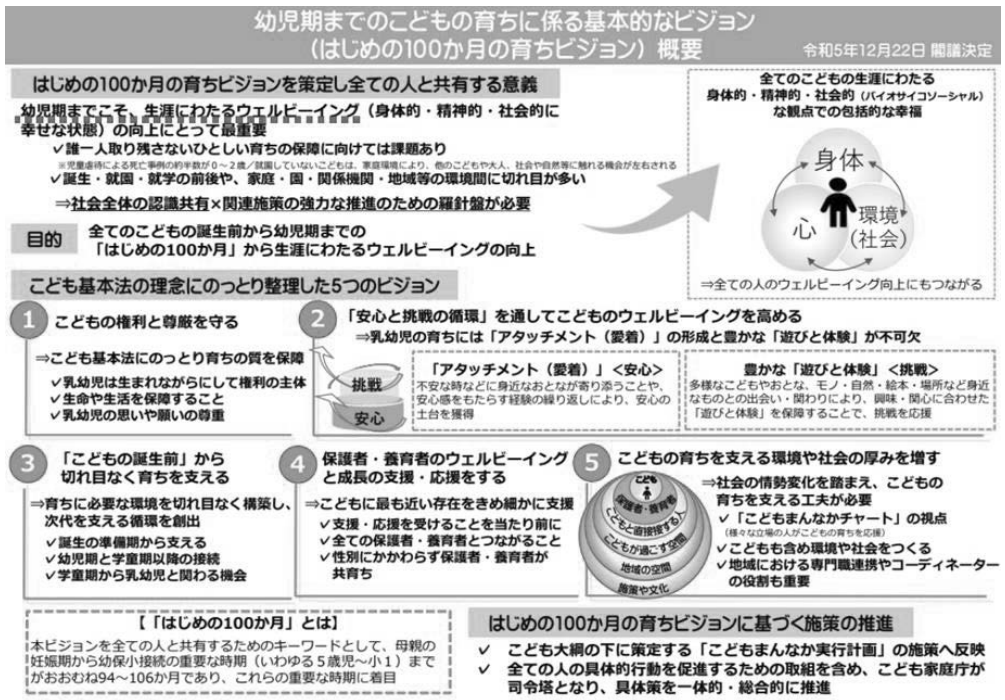 幼児期までのこどもの育ちに係る基本的なビジョン
(はじめの100か月の育ちビジョン)概要
令和5年12月22日 閣議決定
はじめの100か月の育ちビジョンを策定し全ての人と共有する意義
幼児期までこそ、生涯にわたるウェルビーイング(身体的・精神的・社会的に
幸せな状態)の向上にとって最重要
✓誰一人取り残さないひとしい育ちの保障に向けては課題あり
※児童虐待による死亡事例の約半数が0~2歳/就園していないこどもは、家庭環境により、他のこどもや大人、社会や自然等に触れる機会が左右される
✓誕生・就園・就学の前後や、家庭・園・関係機関・地域等の環境間に切れ目が多い
⇒社会全体の認識共有×関連施策の強力な推進のための羅針盤が必要
目的
全てのこどもの誕生前から幼児期までの
「はじめの100か月」から生涯にわたるウェルビーイングの向上
全てのこどもの生涯にわたる
身体的・精神的・社会的(バイオサイコソーシャル)
な観点での包括的な幸福
身体
心
環境
(社会)
⇒全ての人のウェルビーイング向上にもつながる
こども基本法の理念にのっとり整理した5つのビジョン
1
こどもの権利と尊厳を守る
⇒こども基本法にのっとり育ちの質を保障
✓乳幼児は生まれながらにして権利の主体
✓生命や生活を保障すること
✓乳幼児の思いや願いの尊重
2
「安心と挑戦の循環」を通してこどものウェルビーイングを高める
⇒乳幼児の育ちには「アタッチメント(愛着)」の形成と豊かな「遊びと体験」が不可欠
挑戦
安心
「アタッチメント(愛着)」<安心>
不安な時などに身近なおとなが寄り添うことや、
安心感をもたらす経験の繰り返しにより、安心の
土台を獲得
豊かな「遊びと体験」<挑戦>
多様なこどもやおとな、モノ・自然・絵本・場所など身近
なものとの出会い・関わりにより、興味・関心に合わせた
「遊びと体験」を保障することで、挑戦を応援
3
「こどもの誕生前」から
切れ目なく育ちを支える
⇒育ちに必要な環境を切れ目なく構築し、
次代を支える循環を創出
✓誕生の準備期から支える
✓幼児期と学童期以降の接続
✓学童期から乳幼児と関わる機会
4
保護者・養育者のウェルビーイング
と成長の支援・応援をする
⇒こどもに最も近い存在をきめ細かに支援
✓支援・応援を受けることを当たり前に
✓全ての保護者・養育者とつながること
✓性別にかかわらず保護者・養育者が
共育ち
5
こどもの育ちを支える環境や社会の厚みを増す
こども
保護者・養育者
こどもと直接接する人
こどもが過ごす空間
地域の空間
施策や文化
⇒社会の情勢変化を踏まえ、こどもの
育ちを支える工夫が必要
✓「こどもまんなかチャート」の視点
(様々な立場の人がこどもの育ちを応援)
✓こどもも含め環境や社会をつくる
✓地域における専門職連携やコーディネーター
の役割も重要
【「はじめの100か月」とは】
本ビジョンを全ての人と共有するためのキーワードとして、母親の
妊娠期から幼保小接続の重要な時期(いわゆる5歳児~小1)まで
がおおむね94~106か月であり、これらの重要な時期に着目
はじめの100か月の育ちビジョンに基づく施策の推進
✓ こども大綱の下に策定する「こどもまんなか実行計画」の施策へ反映
✓ 全ての人の具体的行動を促進するための取組を含め、こども家庭庁が
司令塔となり、具体策を一体的・総合的に推進